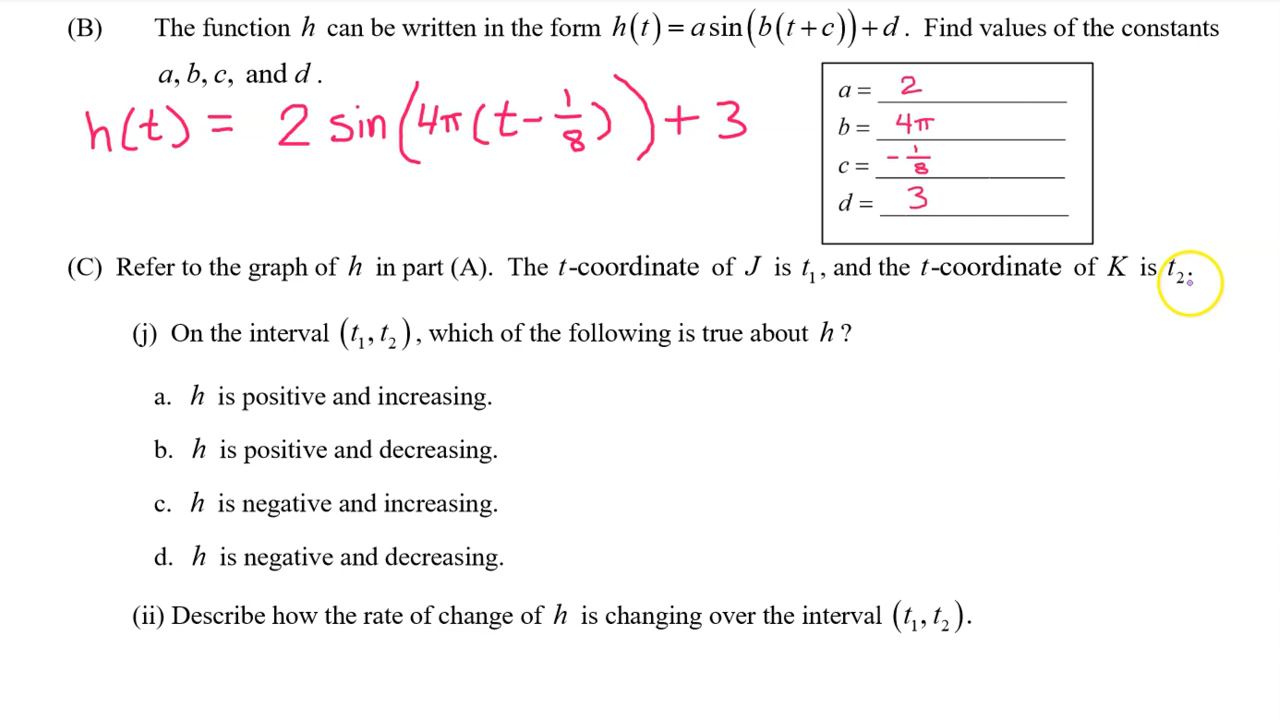 (B) The function h can be written in the form h(t) = a sin(b(t+c)) + d. Find values of the constants
a, b, c, and d.
h(t) = 2 sin(4π(t - 1/8)) + 3
a = 2
b = 4π
c = -1/8
d = 3
(C) Refer to the graph of h in part (A). The t-coordinate of J is t₁, and the t-coordinate of K is t₂.
(j) On the interval (t₁, t₂), which of the following is true about h?
a. h is positive and increasing.
b. h is positive and decreasing.
c. h is negative and increasing.
d. h is negative and decreasing.
(ii) Describe how the rate of change of h is changing over the interval (t₁, t₂).